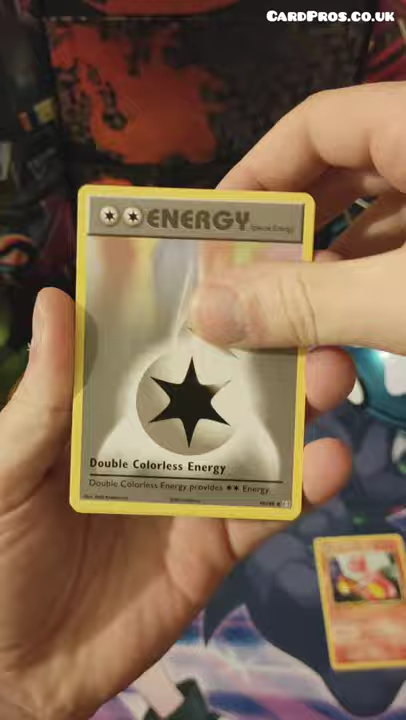 CardPros.co.uk
ENERGY
Special Energy
Double Colorless Energy
Double Colorless Energy provides Energy.